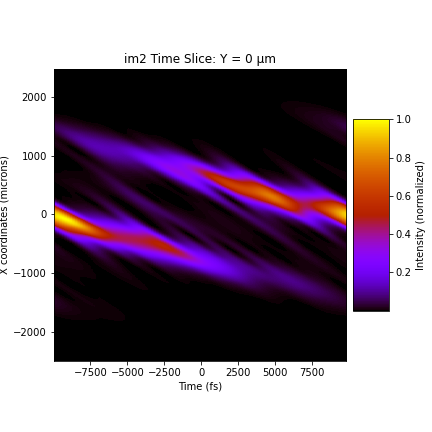 im2 Time Slice: Y = 0 μm
2000
1000
0
−1000
−2000
X coordinates (microns)
−7500 −5000 −2500 0 2500 5000 7500
Time (fs)
1.0
0.8
0.6
0.4
0.2
Intensity (normalized)